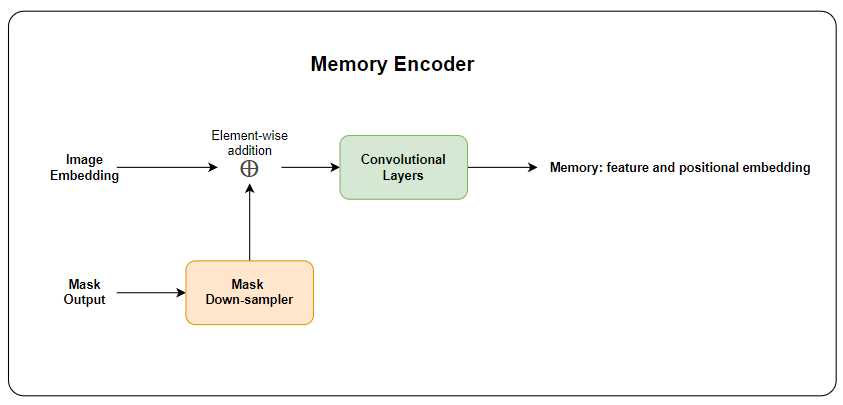 Memory Encoder
Element-wise
addition
Image
Embedding
Convolutional
Layers
Memory: feature and positional embedding
Mask
Output
Mask
Down-sampler